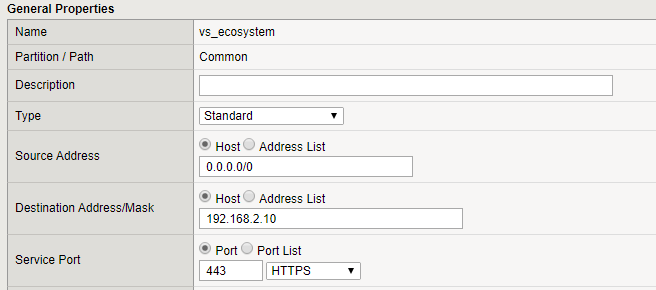 General Properties
Name vs_ecosystem
Partition / Path Common
Description
Type Standard
Source Address Host Address List
0.0.0.0/0
Destination Address/Mask Host Address List
192.168.2.10
Service Port Port Port List
443 HTTPS